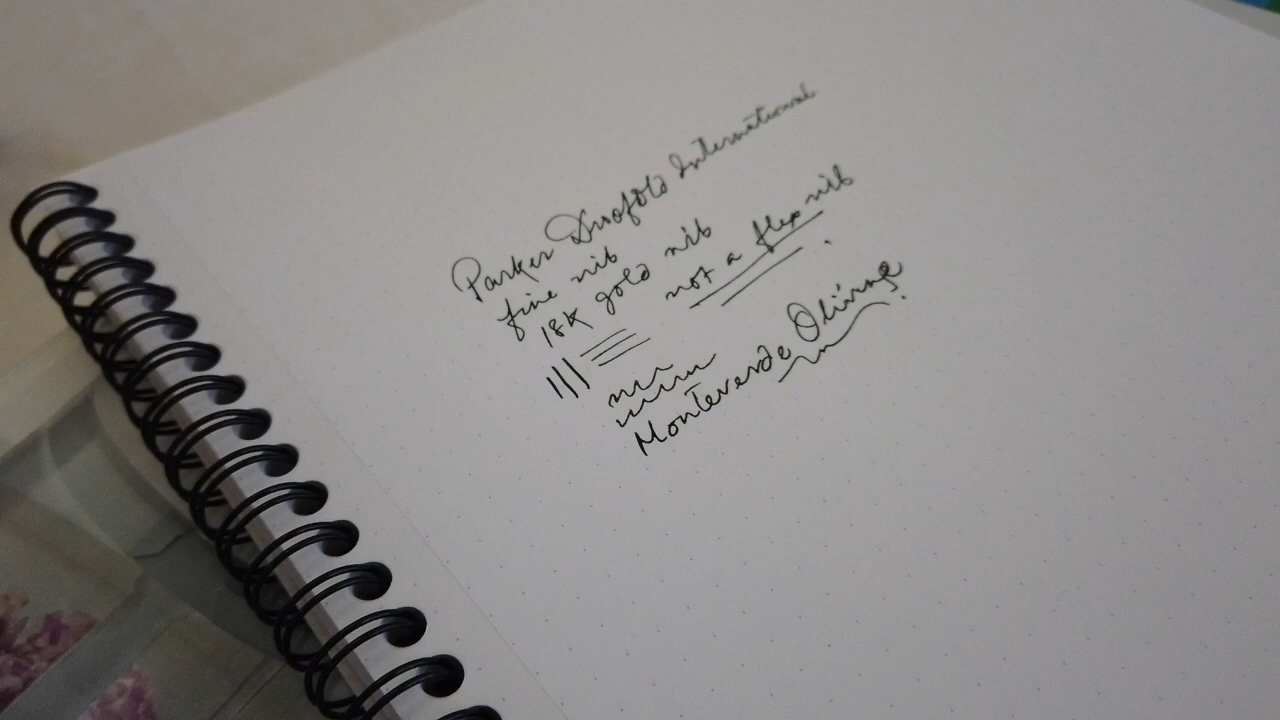 Parker Duofold International
fine nib
18K gold nib
not a flex nib
Monteverde Olivine